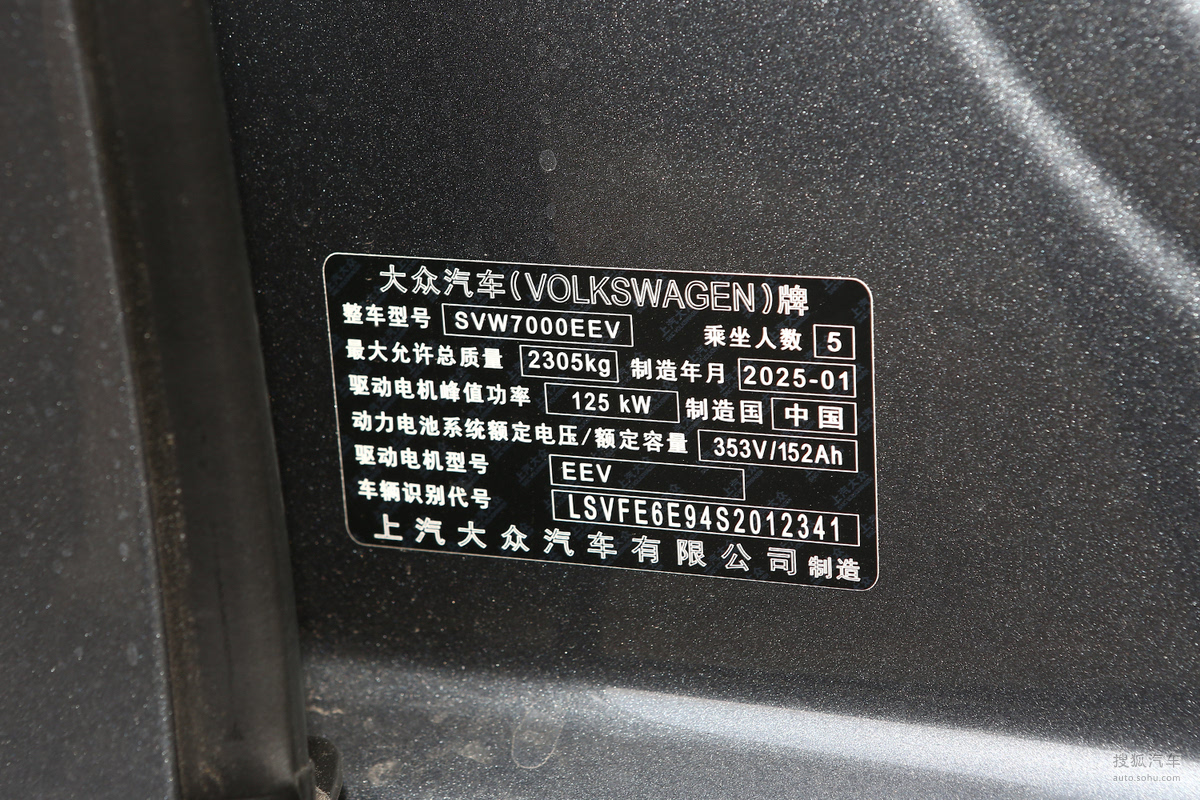 大众汽车(VOLKSWAGEN)牌
整车型号 SVW7000EEV 乘坐人数 5
最大允许总质量 2305kg 制造年月 2025-01
驱动电机峰值功率 125 kW 制造国 中国
动力电池系统额定电压/额定容量 353V/152Ah
驱动电机型号 EEV
车辆识别代号 LSVFE6E94S2012341
上汽大众汽车有限公司制造
搜狐汽车
auto.sohu.com